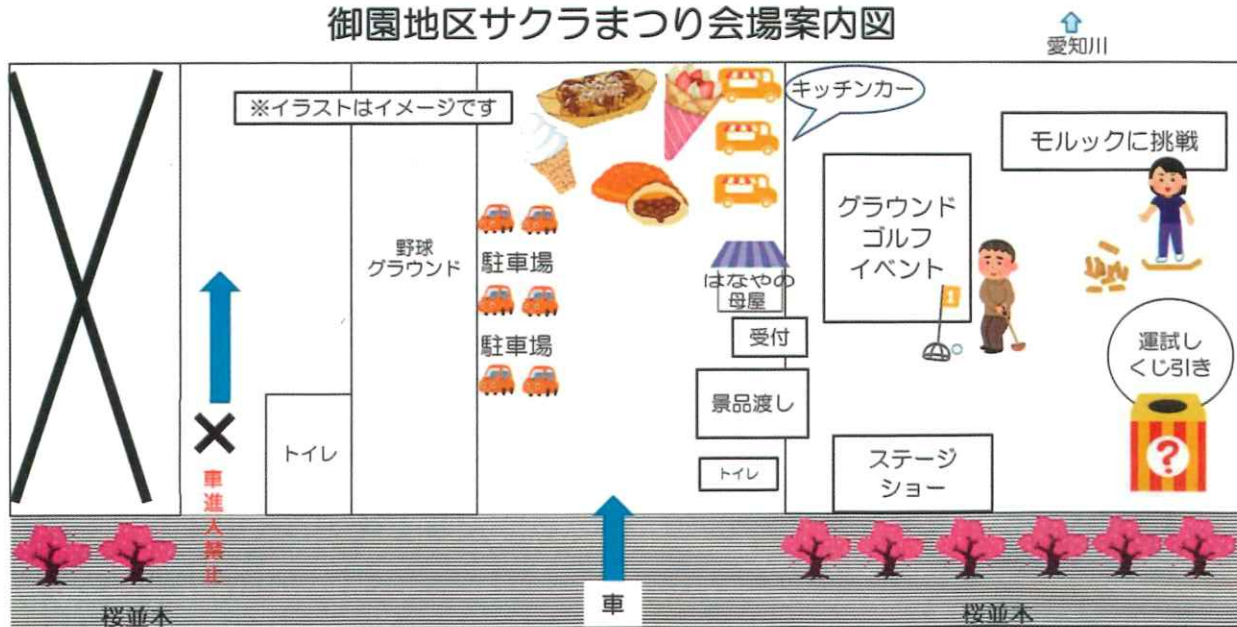 御園地区サクラまつり会場案内図
愛知川
※イラストはイメージです
キッチンカー
モルックに挑戦
グラウンド
ゴルフ
イベント
1
野球
グラウンド
駐車場
駐車場
はなやの
母屋
受付
景品渡し
トイレ
トイレ
運試し
くじ引き
?
ステージ
ショー
車進入禁止
車
桜並木
桜並木